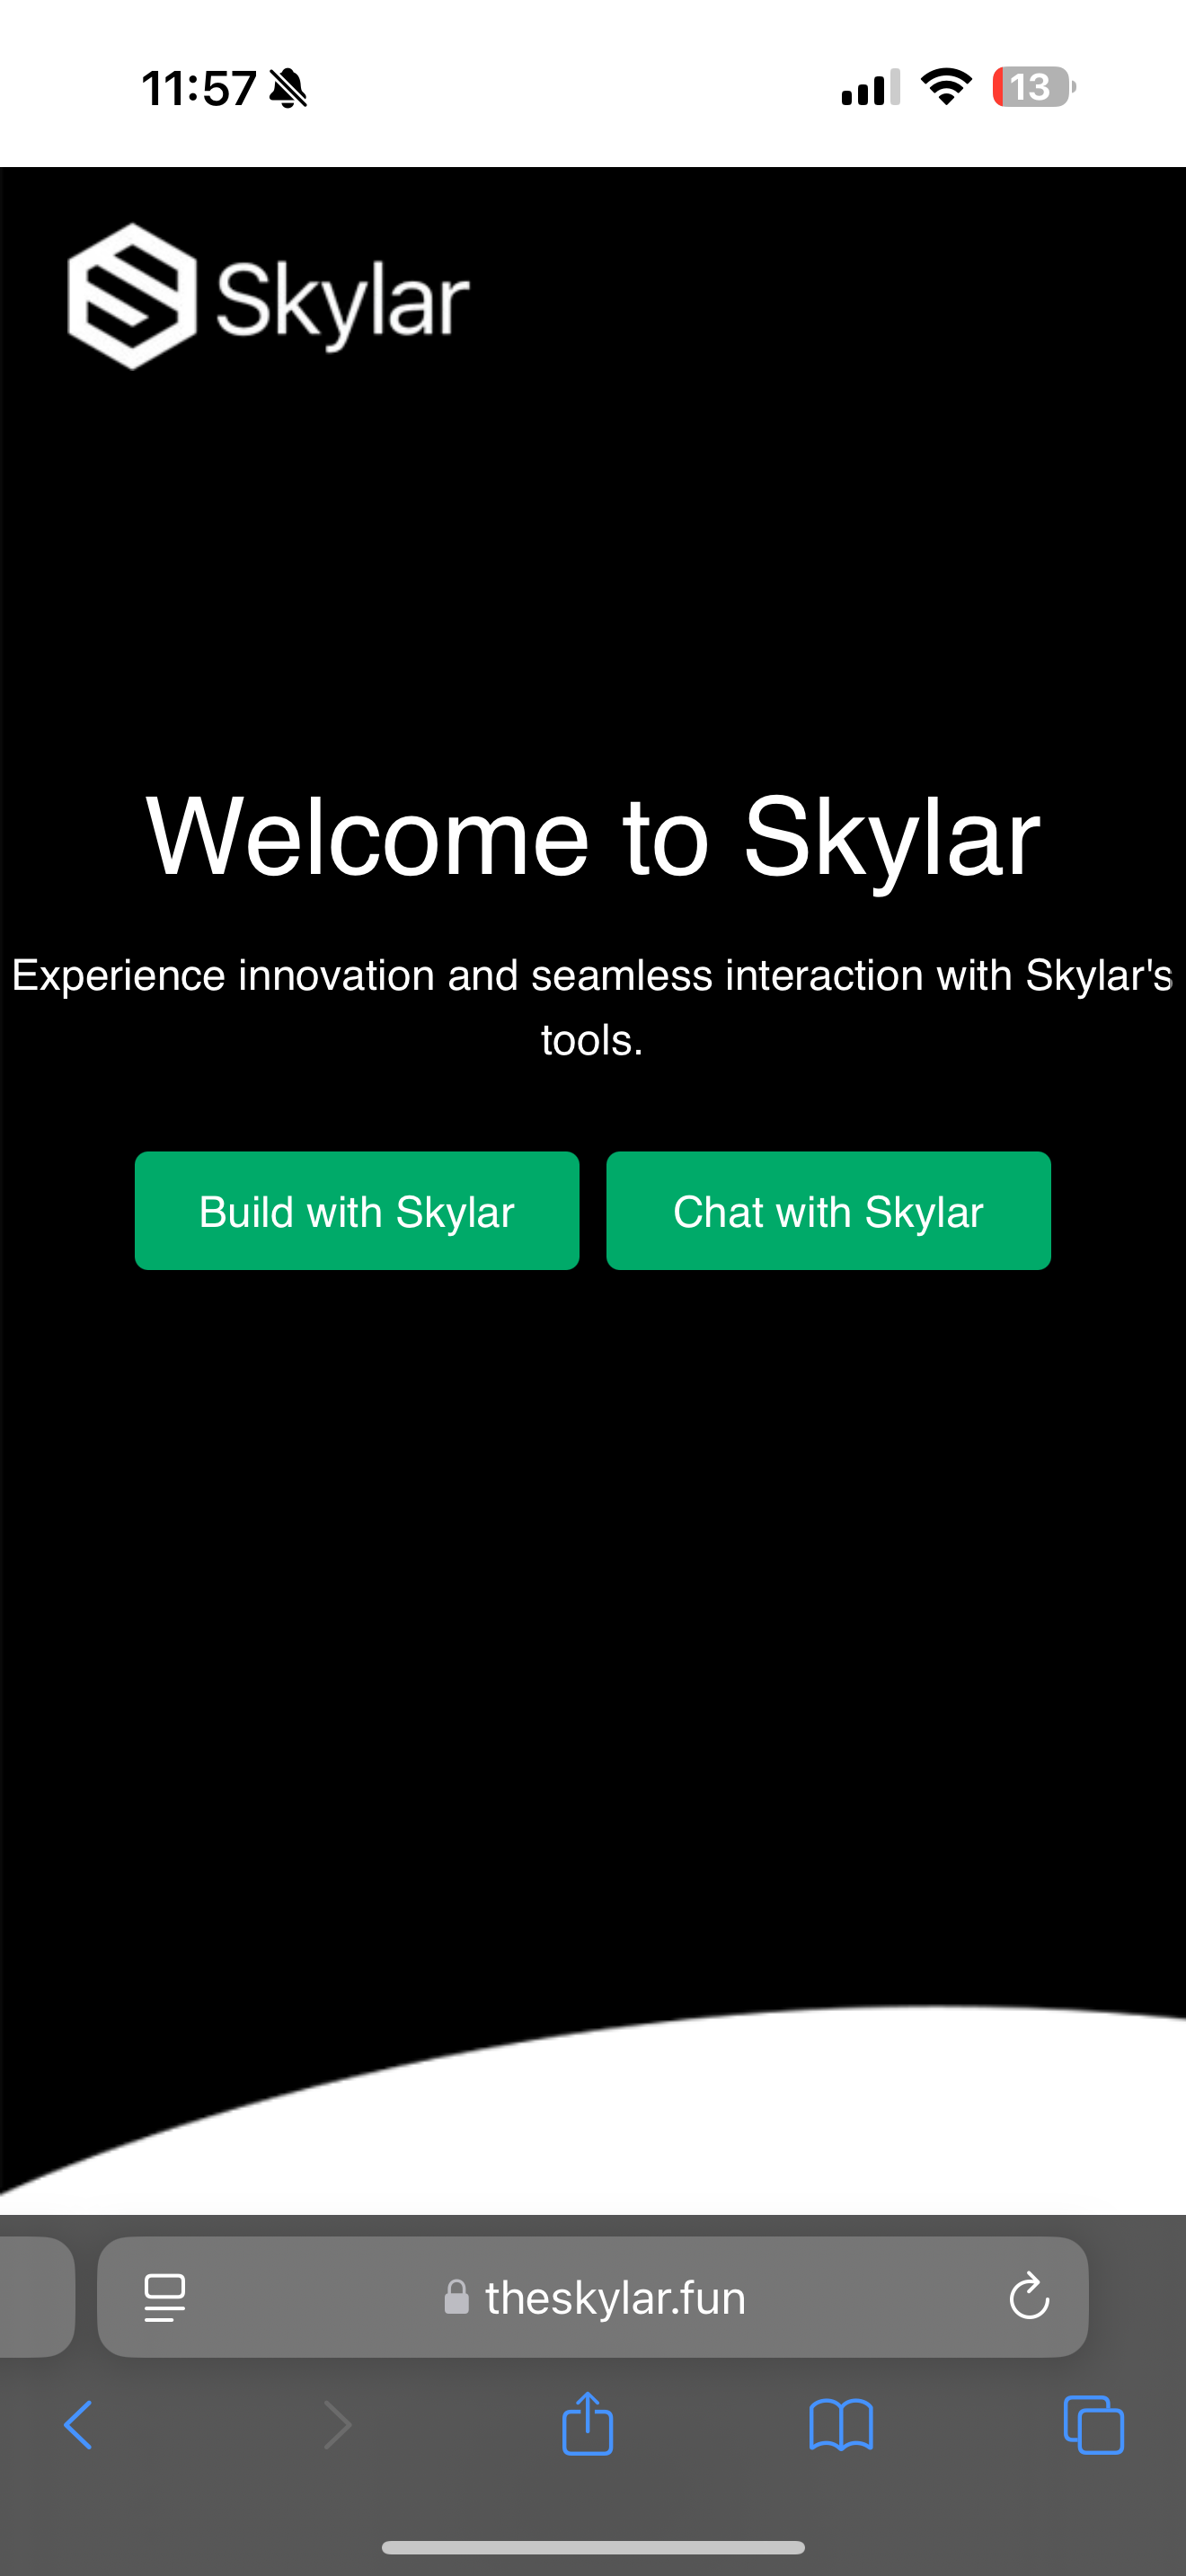 11:57
13
Skylar
Welcome to Skylar
Experience innovation and seamless interaction with Skylar's
tools.
Build with Skylar
Chat with Skylar
theskylar.fun